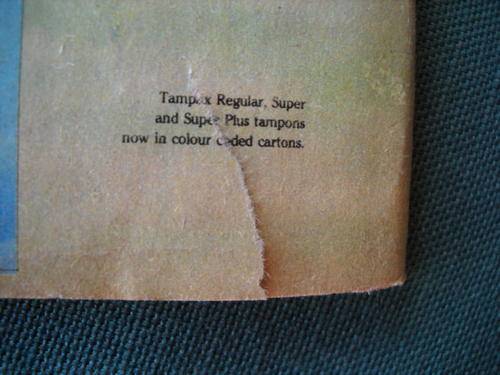 Tampax Regular, Super
and Super Plus tampons
now in colour coded cartons.